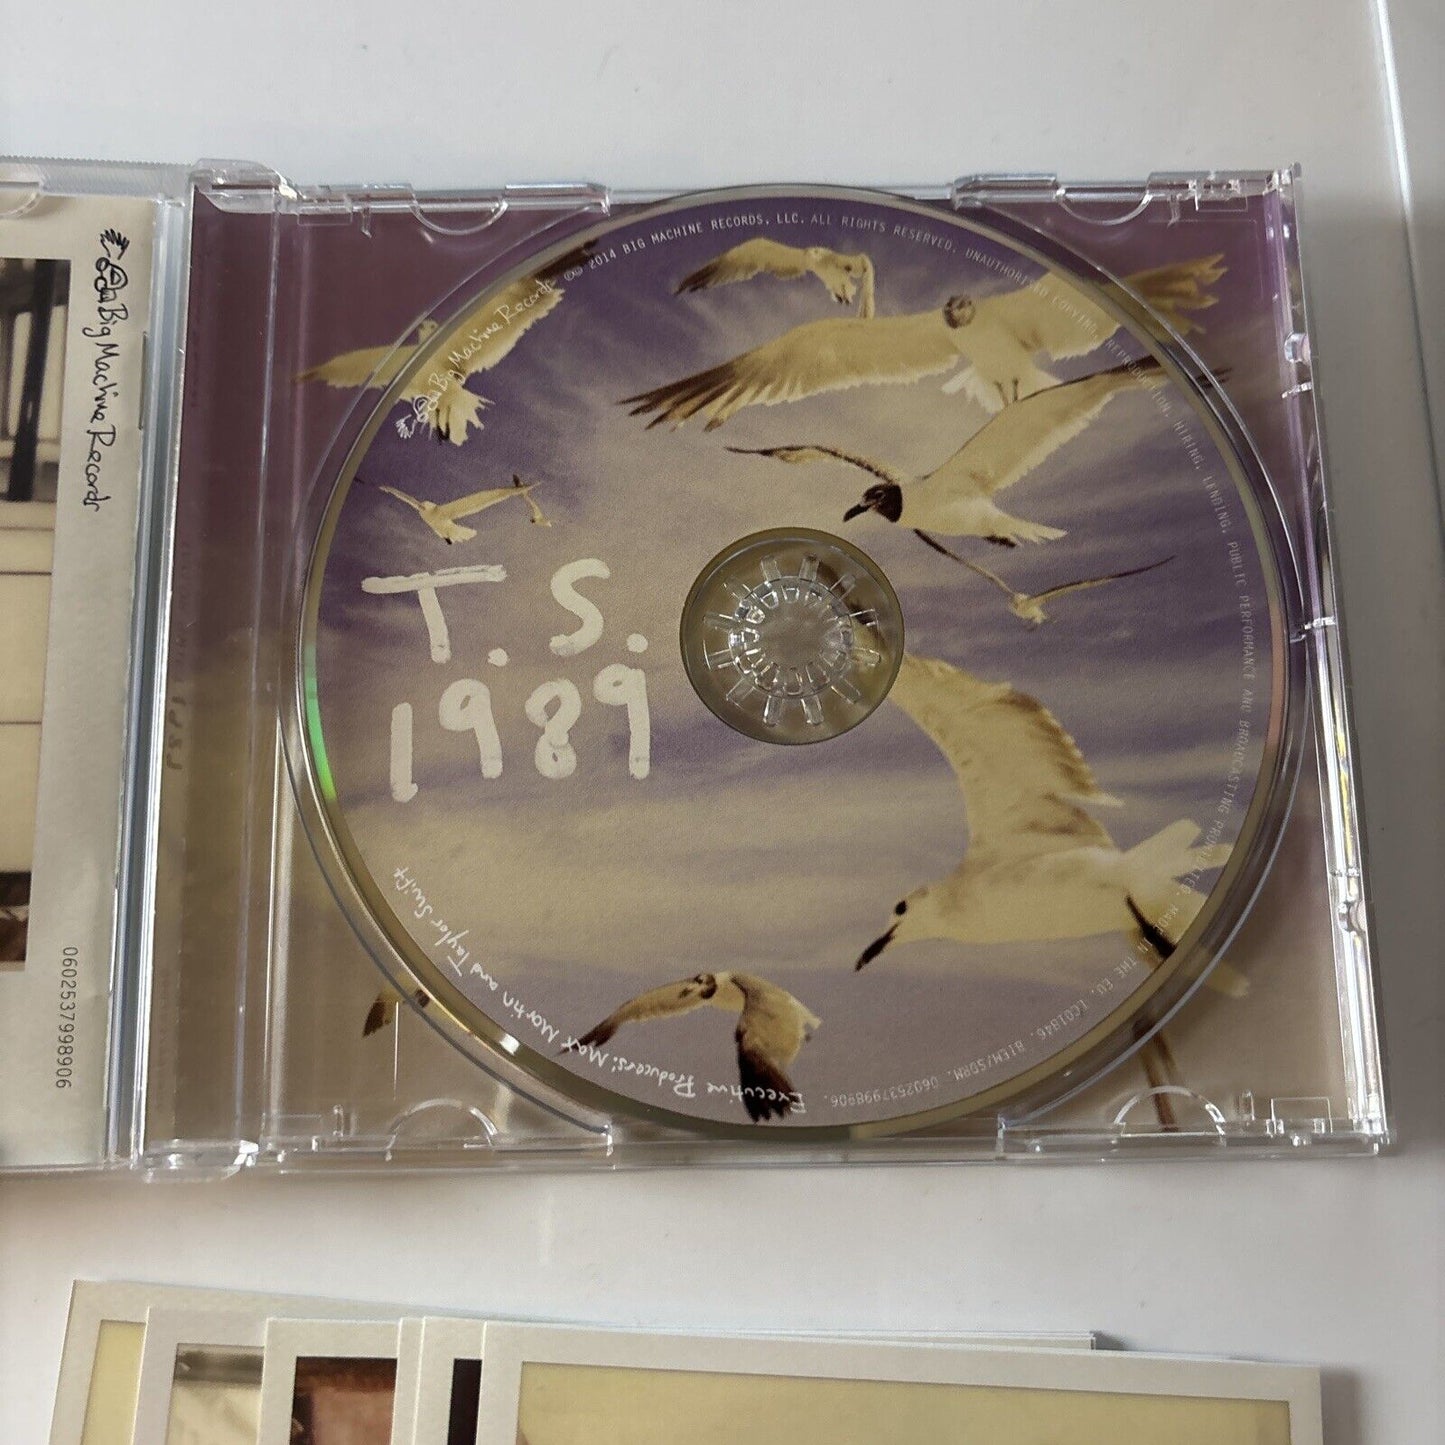 Big Machine Records
0602537998906
Big Machine Records
℗© 2014 BIG MACHINE RECORDS, LLC. ALL RIGHTS RESERVED. UNAUTHORIZED COPYING, REPRODUCTION, HIRING, LENDING, PUBLIC PERFORMANCE AND BROADCASTING PROHIBITED. MADE IN THE EU. LC01846. BIEM/SDRM. 0602537998906.
T.S.
1989
Executive Producers: Max Martin and Taylor Swift